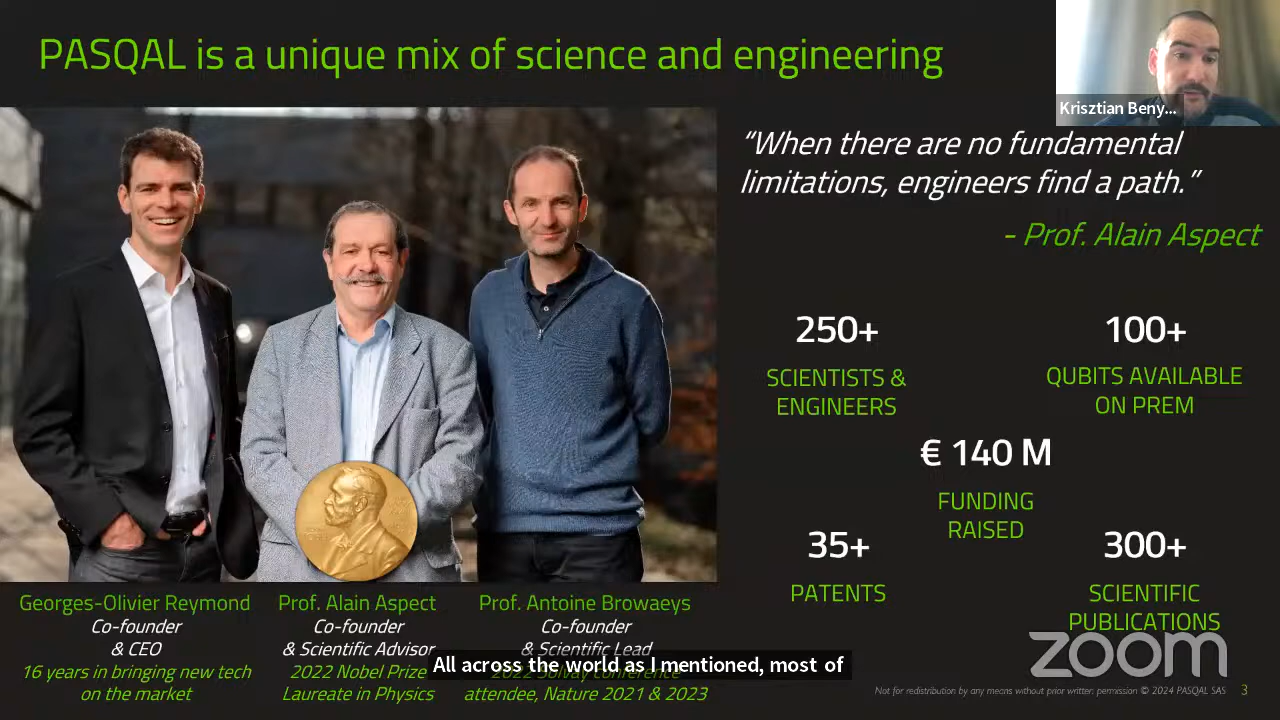 PASQAL is a unique mix of science and engineering
Krisztian Beny...
“When there are no fundamental
limitations, engineers find a path.”
- Prof. Alain Aspect
250+
SCIENTISTS &
ENGINEERS
100+
QUBITS AVAILABLE
ON PREM
€ 140 M
FUNDING
RAISED
35+
PATENTS
300+
SCIENTIFIC
PUBLICATIONS
Georges-Olivier Reymond
Co-founder
& CEO
16 years in bringing new tech
on the market
Prof. Alain Aspect
Co-founder
& Scientific Advisor
2022 Nobel Prize
Laureate in Physics
Prof. Antoine Browaeys
Co-founder
& Scientific Lead
2022 Solvay Conference
attendee, Nature 2021 & 2023
All across the world as I mentioned, most of
zoom
Not for redistribution by any means without prior written permission © 2024 PASQAL SAS
3